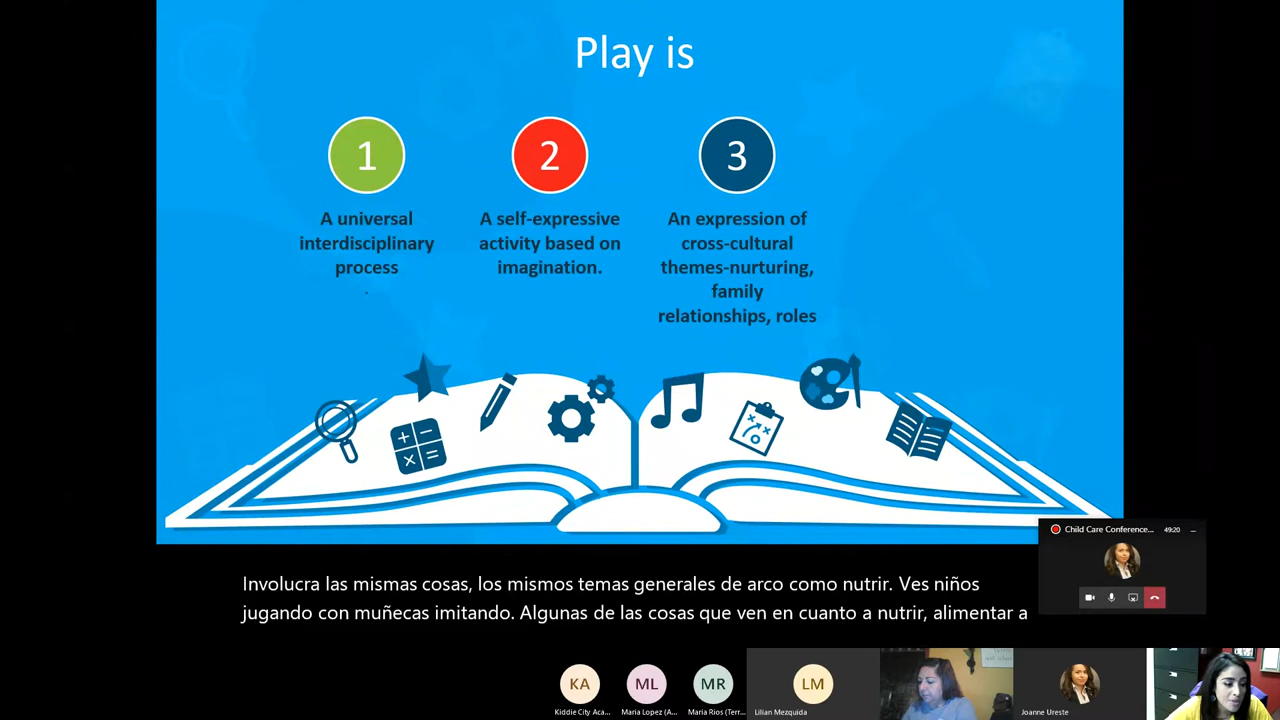 Play is
1
2
3
A universal
interdisciplinary
process
.
A self-expressive
activity based on
imagination.
An expression of
cross-cultural
themes-nurturing,
family
relationships, roles
Child Care Conference...
49:20
Involucra las mismas cosas, los mismos temas generales de arco como nutrir. Ves niños
jugando con muñecas imitando. Algunas de las cosas que ven en cuanto a nutrir, alimentar a
KA
ML
MR
LM
Kiddie City Aca...
Maria Lopez (A...
Maria Rios (Terr...
Lilian Mezquida
Joanne Ureste